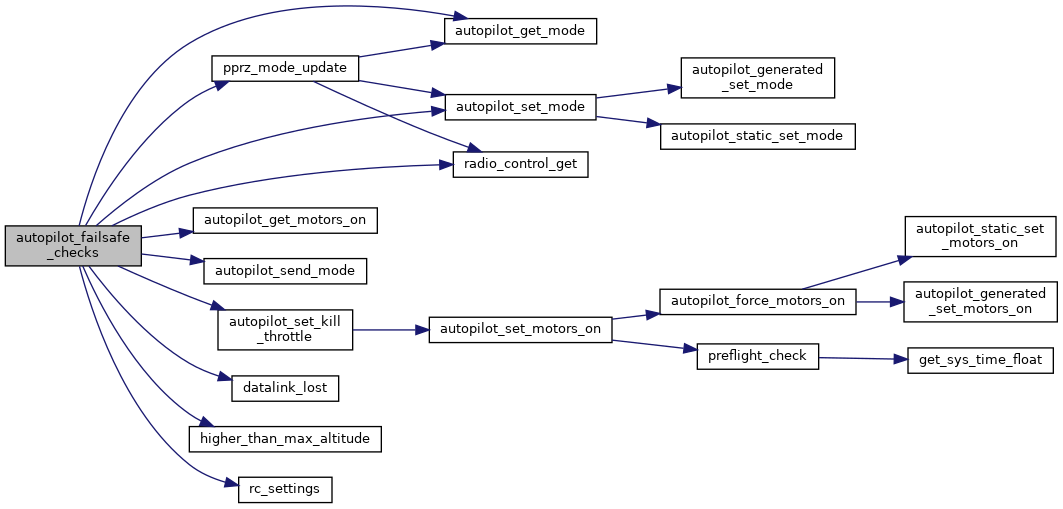 autopilot_get_mode
pprz_mode_update
autopilot_generated
_set_mode
autopilot_set_mode
autopilot_static_set_mode
radio_control_get
autopilot_get_motors_on
autopilot_failsafe
_checks
autopilot_static_set
_motors_on
autopilot_send_mode
autopilot_force_motors_on
autopilot_generated
_set_motors_on
autopilot_set_kill
_throttle
autopilot_set_motors_on
preflight_check
get_sys_time_float
datalink_lost
higher_than_max_altitude
rc_settings